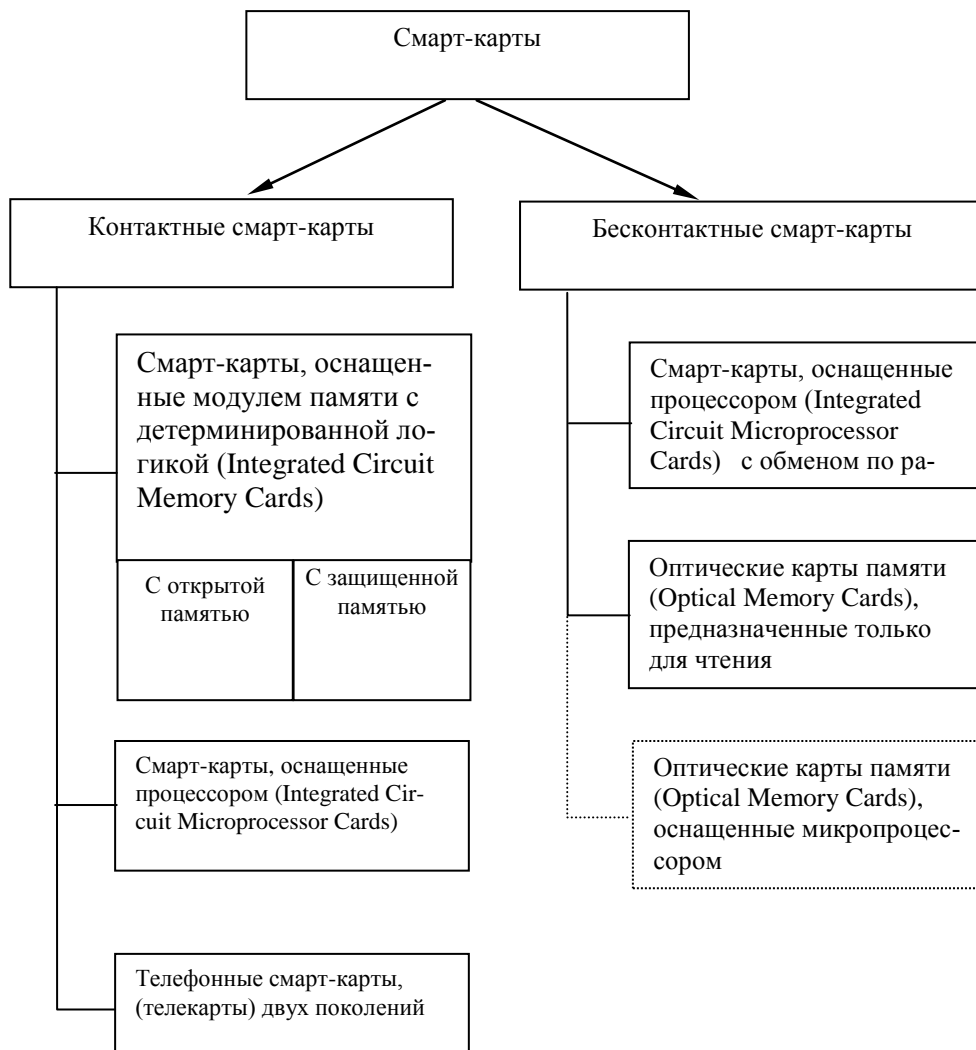 Смарт-карты
Контактные смарт-карты
Бесконтактные смарт-карты
Смарт-карты, оснащен-
ные модулем памяти с
детерминированной ло-
гикой (Integrated Circuit
Memory Cards)
С открытой
памятью
С защищенной
памятью
Смарт-карты, оснащенные
процессором (Integrated Cir-
cuit Microprocessor Cards)
Телефонные смарт-карты,
(телекарты) двух поколений
Смарт-карты, оснащенные
процессором (Integrated
Circuit Microprocessor
Cards) с обменом по ра-
Оптические карты памяти
(Optical Memory Cards),
предназначенные только
для чтения
Оптические карты памяти
(Optical Memory Cards),
оснащенные микропроцес-
сором